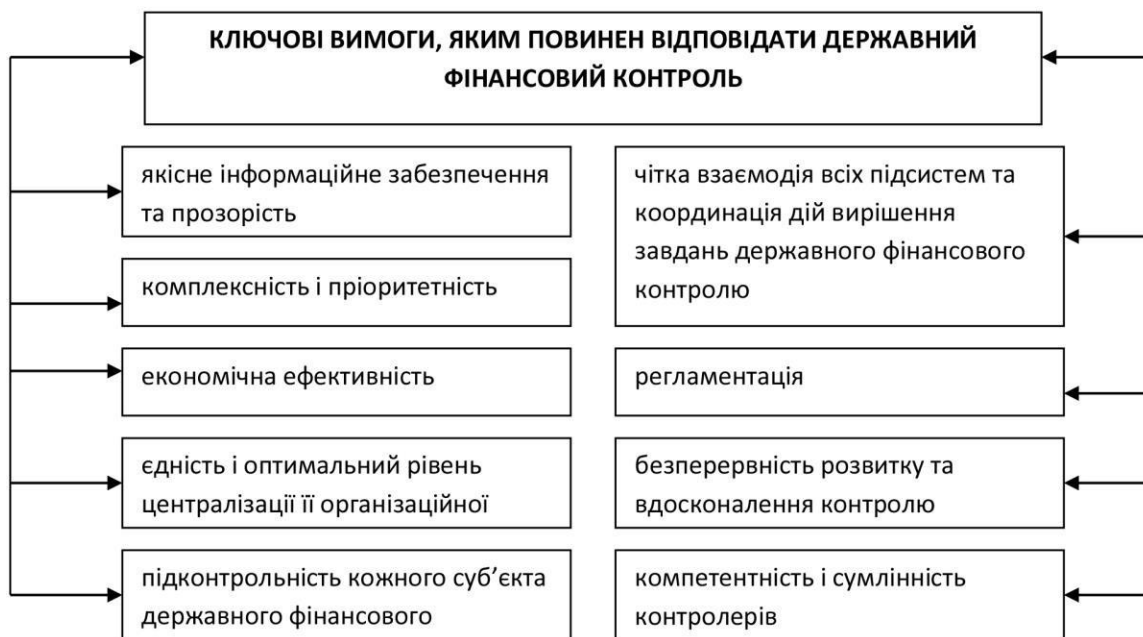 КЛЮЧОВІ ВИМОГИ, ЯКИМ ПОВИНЕН ВІДПОВІДАТИ ДЕРЖАВНИЙ
ФІНАНСОВИЙ КОНТРОЛЬ
якісне інформаційне забезпечення
та прозорість
комплексність і пріоритетність
економічна ефективність
єдність і оптимальний рівень
централізації її організаційної
підконтрольність кожного суб’єкта
державного фінансового
чітка взаємодія всіх підсистем та
координація дій вирішення
завдань державного фінансового
контролю
регламентація
безперервність розвитку та
вдосконалення контролю
компетентність і сумлінність
контролерів